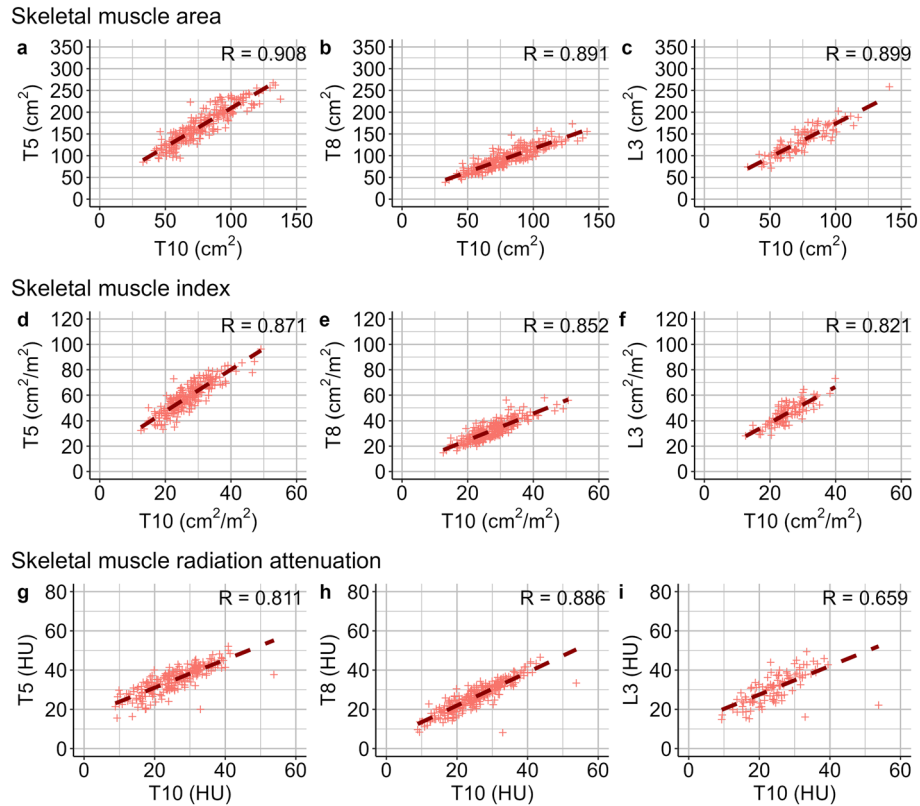 Skeletal muscle area
a R = 0.908 b R = 0.891 c R = 0.899
350 350 350
300 300 300
250 250 250
200 200 200
150 150 150
100 100 100
50 50 50
0 0 0
T5 (cm²) T8 (cm²) L3 (cm²)
0 50 100 150 0 50 100 150 0 50 100 150
T10 (cm²) T10 (cm²) T10 (cm²)
Skeletal muscle index
d R = 0.871 e R = 0.852 f R = 0.821
120 120 120
100 100 100
80 80 80
60 60 60
40 40 40
20 20 20
0 0 0
T5 (cm²/m²) T8 (cm²/m²) L3 (cm²/m²)
0 20 40 60 0 20 40 60 0 20 40 60
T10 (cm²/m²) T10 (cm²/m²) T10 (cm²/m²)
Skeletal muscle radiation attenuation
g R = 0.811 h R = 0.886 i R = 0.659
80 80 80
60 60 60
40 40 40
20 20 20
0 0 0
T5 (HU) T8 (HU) L3 (HU)
0 20 40 60 0 20 40 60 0 20 40 60
T10 (HU) T10 (HU) T10 (HU)